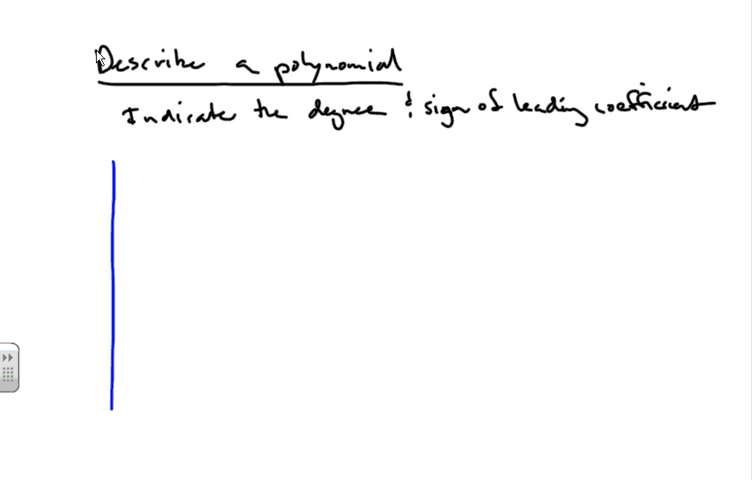 Describe a polynomial
Indicate the degree & sign of leading coefficient